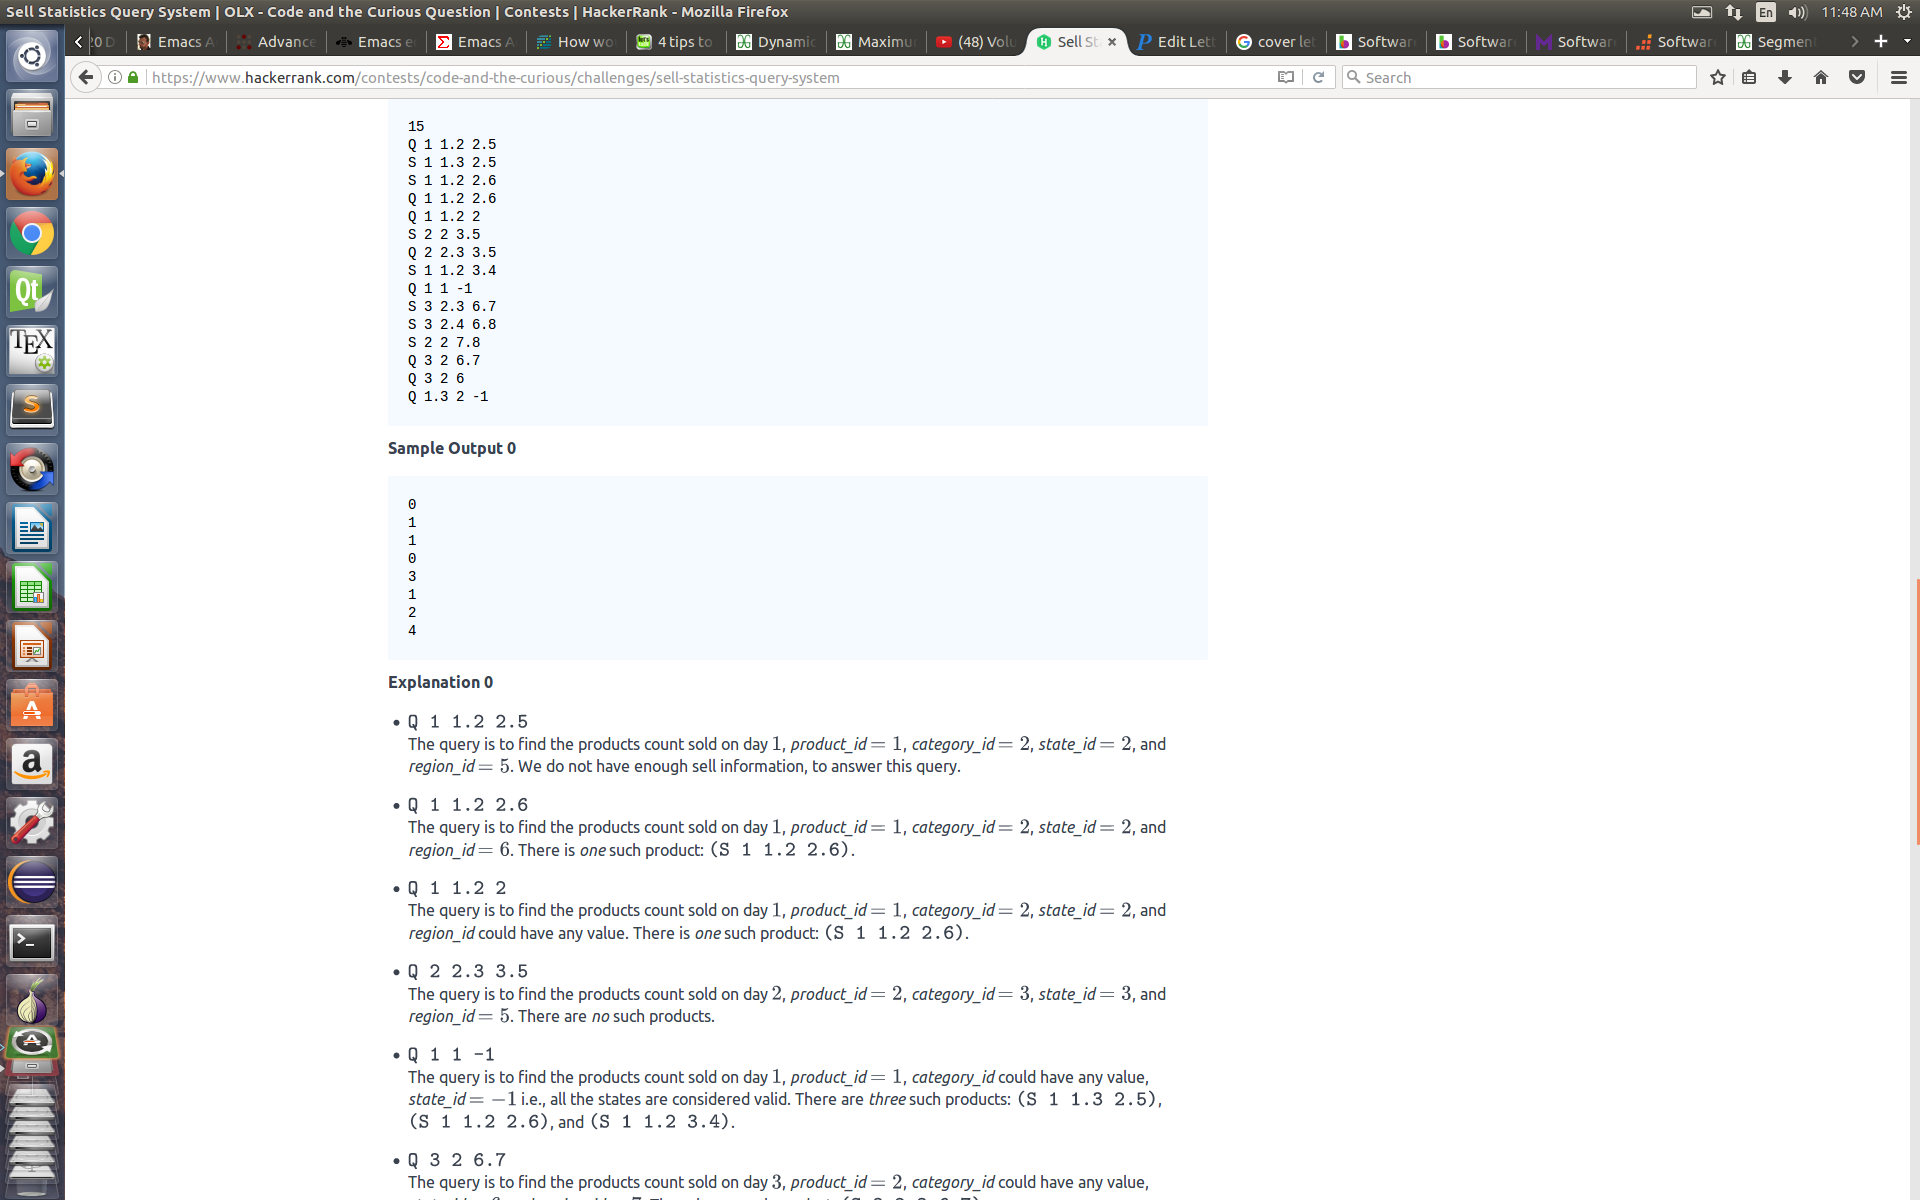 Sell Statistics Query System | OLX - Code and the Curious Question | Contests | HackerRank - Mozilla Firefox
En 11:48 AM
20 D Emacs A Advance Emacs e Emacs A How wo 4 tips to Dynamic Maximu (48) Volu Sell St Edit Lett cover let Softwar Softwar Softwar Softwar Segmen
https://www.hackerrank.com/contests/code-and-the-curious/challenges/sell-statistics-query-system Search
15
Q 1 1.2 2.5
S 1 1.3 2.5
S 1 1.2 2.6
Q 1 1.2 2.6
Q 1 1.2 2
S 2 2 3.5
Q 2 2.3 3.5
S 1 1.2 3.4
Q 1 1 -1
S 3 2.3 6.7
S 3 2.4 6.8
S 2 2 7.8
Q 3 2 6.7
Q 3 2 6
Q 1.3 2 -1
Sample Output 0
0
1
1
0
3
1
2
4
Explanation 0
• Q 1 1.2 2.5
The query is to find the products count sold on day 1, product_id = 1, category_id = 2, state_id = 2, and
region_id = 5. We do not have enough sell information, to answer this query.
• Q 1 1.2 2.6
The query is to find the products count sold on day 1, product_id = 1, category_id = 2, state_id = 2, and
region_id = 6. There is one such product: (S 1 1.2 2.6).
• Q 1 1.2 2
The query is to find the products count sold on day 1, product_id = 1, category_id = 2, state_id = 2, and
region_id could have any value. There is one such product: (S 1 1.2 2.6).
• Q 2 2.3 3.5
The query is to find the products count sold on day 2, product_id = 2, category_id = 3, state_id = 3, and
region_id = 5. There are no such products.
• Q 1 1 -1
The query is to find the products count sold on day 1, product_id = 1, category_id could have any value,
state_id = −1 i.e., all the states are considered valid. There are three such products: (S 1 1.3 2.5),
(S 1 1.2 2.6), and (S 1 1.2 3.4).
• Q 3 2 6.7
The query is to find the products count sold on day 3, product_id = 2, category_id could have any value,